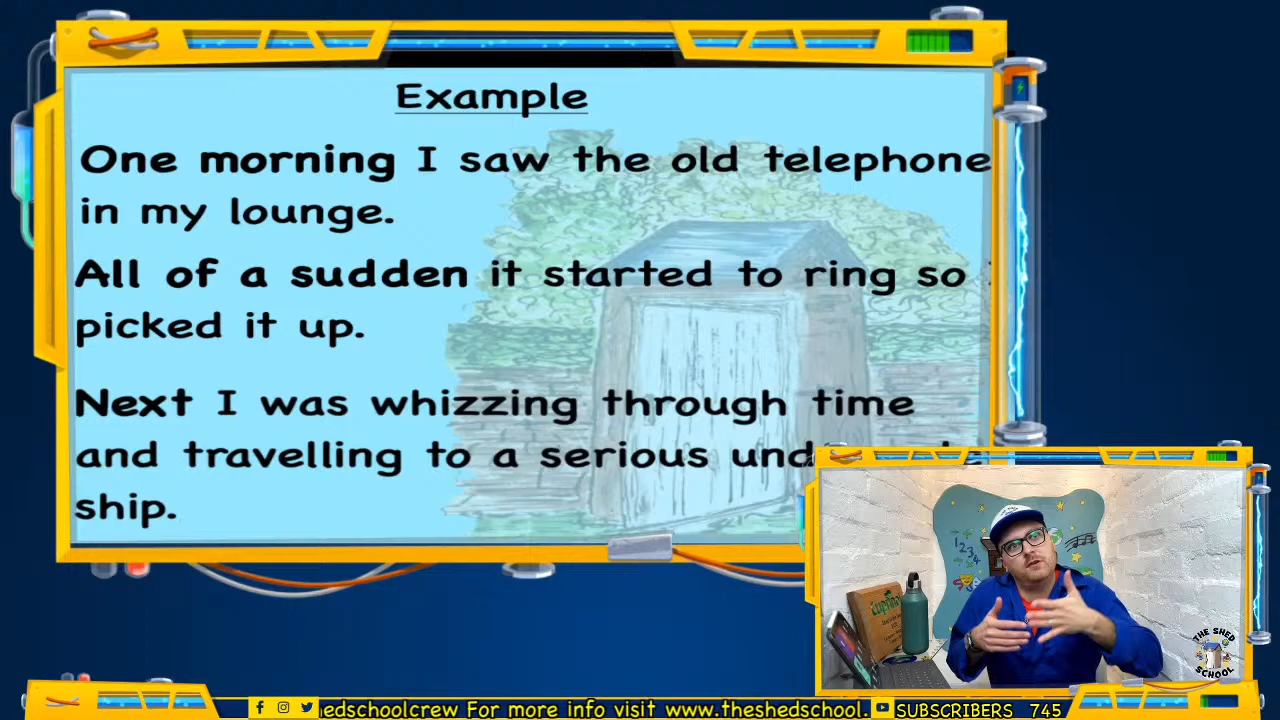 Example
One morning I saw the old telephone
in my lounge.
All of a sudden it started to ring so
picked it up.
Next I was whizzing through time
and travelling to a serious
ship.
1234
cuprinol
THE SHED
SCHOOL
hedschoolcrew For more info visit www.theshedschool. SUBSCRIBERS 745